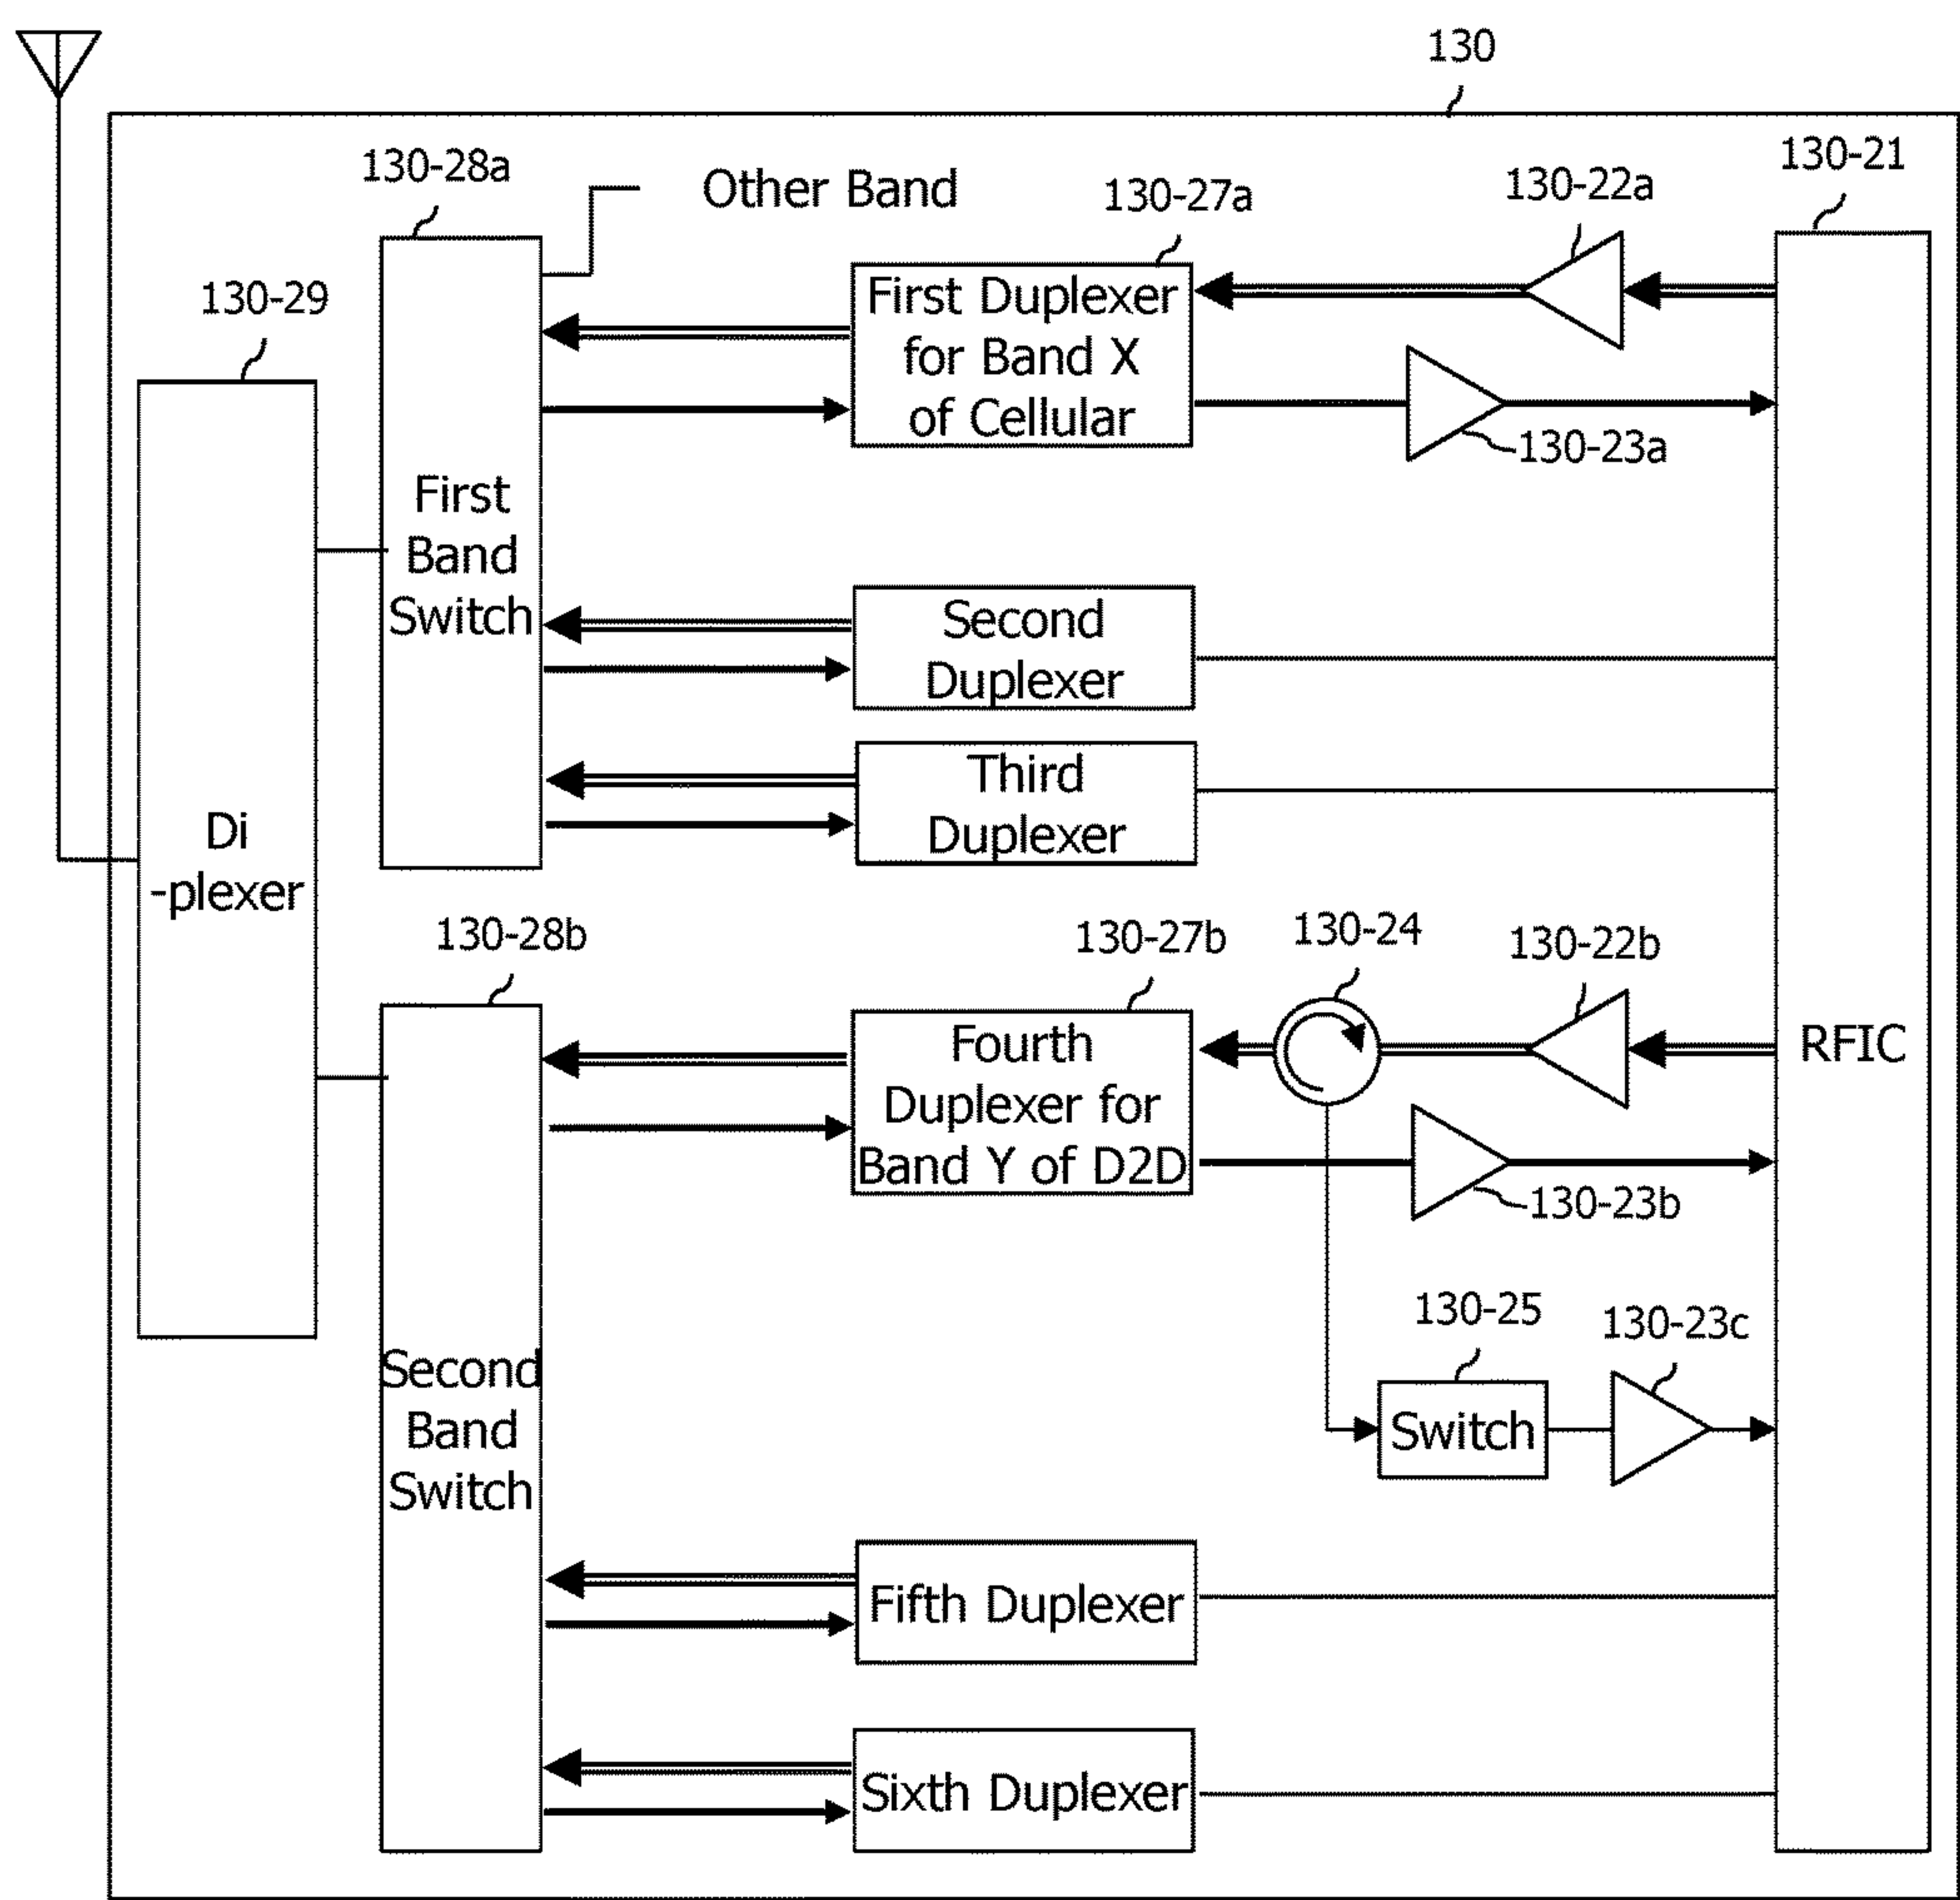 130
130-28a
Other Band
130-27a
130-22a
130-21
130-29
First Duplexer
for Band X
of Cellular
130-23a
First
Band
Switch
Second
Duplexer
Third
Duplexer
Di
-plexer
130-28b
130-27b
130-24
130-22b
Fourth
Duplexer for
Band Y of D2D
RFIC
130-23b
130-25
130-23c
Second
Band
Switch
Switch
Fifth Duplexer
Sixth Duplexer